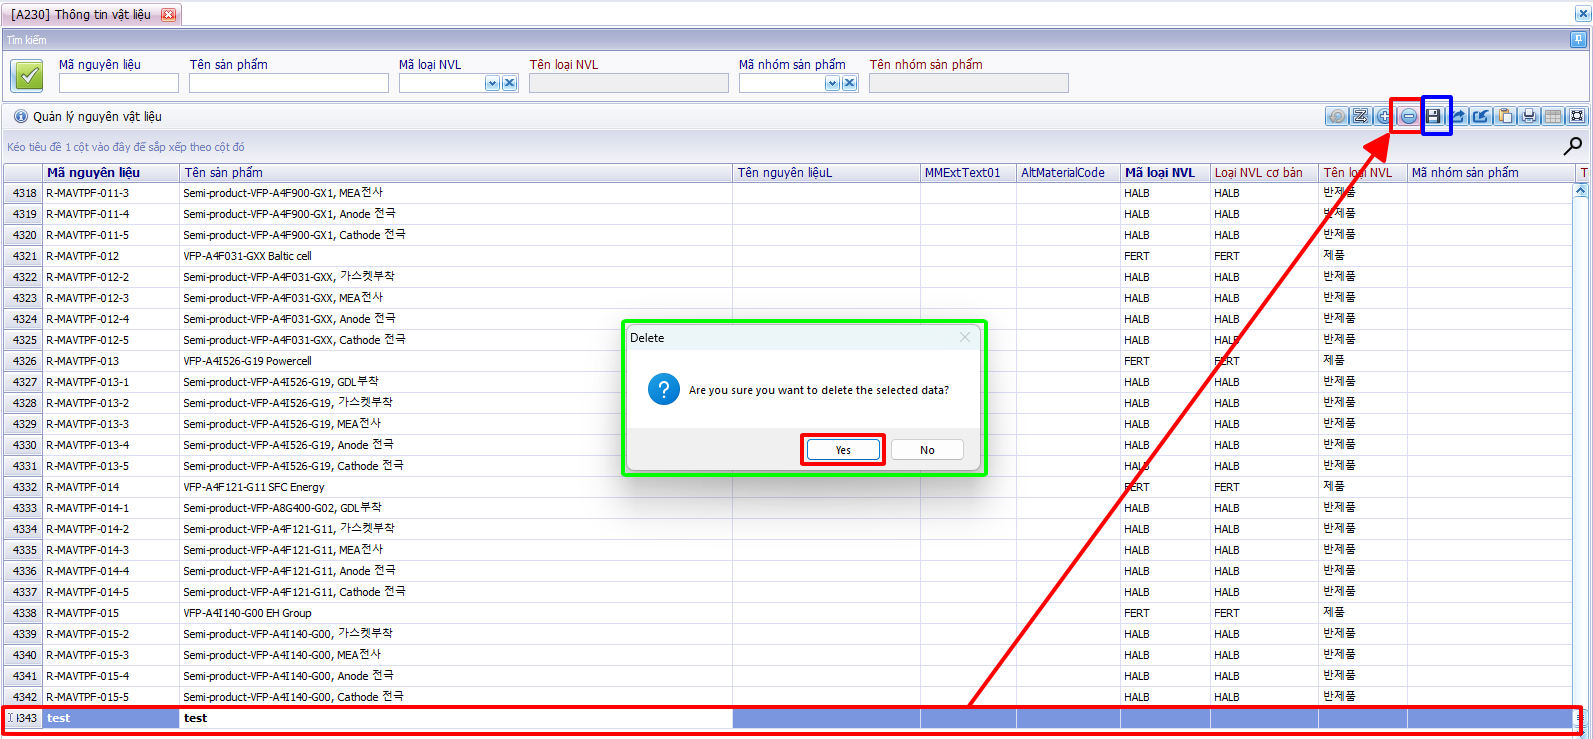 [A230] Thông tin vật liệu
Tìm kiếm
Mã nguyên liệu Tên sản phẩm Mã loại NVL Tên loại NVL Mã nhóm sản phẩm Tên nhóm sản phẩm
Quản lý nguyên vật liệu
Kéo tiêu đề 1 cột vào đây để sắp xếp theo cột đó
Mã nguyên liệu Tên sản phẩm Tên nguyên liệuL MMExtText01 AltMaterialCode Mã loại NVL Loại NVL cơ bản Tên loại NVL Mã nhóm sản phẩm T
4318 R-MAVTPF-011-3 Semi-product-VFP-A4F900-GX1, MEA전사 HALB HALB 반제품
4319 R-MAVTPF-011-4 Semi-product-VFP-A4F900-GX1, Anode 전극 HALB HALB 반제품
4320 R-MAVTPF-011-5 Semi-product-VFP-A4F900-GX1, Cathode 전극 HALB HALB 반제품
4321 R-MAVTPF-012 VFP-A4F031-GXX Baltic cell FERT FERT 제품
4322 R-MAVTPF-012-2 Semi-product-VFP-A4F031-GXX, 가스켓부착 HALB HALB 반제품
4323 R-MAVTPF-012-3 Semi-product-VFP-A4F031-GXX, MEA전사 HALB HALB 반제품
4324 R-MAVTPF-012-4 Semi-product-VFP-A4F031-GXX, Anode 전극 HALB HALB 반제품
4325 R-MAVTPF-012-5 Semi-product-VFP-A4F031-GXX, Cathode 전극 HALB HALB 반제품
4326 R-MAVTPF-013 VFP-A4I526-G19 Powercell FERT FERT 제품
4327 R-MAVTPF-013-1 Semi-product-VFP-A4I526-G19, GDL부착 HALB HALB 반제품
4328 R-MAVTPF-013-2 Semi-product-VFP-A4I526-G19, 가스켓부착 HALB HALB 반제품
4329 R-MAVTPF-013-3 Semi-product-VFP-A4I526-G19, MEA전사 HALB HALB 반제품
4330 R-MAVTPF-013-4 Semi-product-VFP-A4I526-G19, Anode 전극 HALB HALB 반제품
4331 R-MAVTPF-013-5 Semi-product-VFP-A4I526-G19, Cathode 전극 HALB HALB 반제품
4332 R-MAVTPF-014 VFP-A4F121-G11 SFC Energy FERT FERT 제품
4333 R-MAVTPF-014-1 Semi-product-VFP-A8G400-G02, GDL부착 HALB HALB 반제품
4334 R-MAVTPF-014-2 Semi-product-VFP-A4F121-G11, 가스켓부착 HALB HALB 반제품
4335 R-MAVTPF-014-3 Semi-product-VFP-A4F121-G11, MEA전사 HALB HALB 반제품
4336 R-MAVTPF-014-4 Semi-product-VFP-A4F121-G11, Anode 전극 HALB HALB 반제품
4337 R-MAVTPF-014-5 Semi-product-VFP-A4F121-G11, Cathode 전극 HALB HALB 반제품
4338 R-MAVTPF-015 VFP-A4I140-G00 EH Group FERT FERT 제품
4339 R-MAVTPF-015-2 Semi-product-VFP-A4I140-G00, 가스켓부착 HALB HALB 반제품
4340 R-MAVTPF-015-3 Semi-product-VFP-A4I140-G00, MEA전사 HALB HALB 반제품
4341 R-MAVTPF-015-4 Semi-product-VFP-A4I140-G00, Anode 전극 HALB HALB 반제품
4342 R-MAVTPF-015-5 Semi-product-VFP-A4I140-G00, Cathode 전극 HALB HALB 반제품
4343 test test
Delete
Are you sure you want to delete the selected data?
Yes No